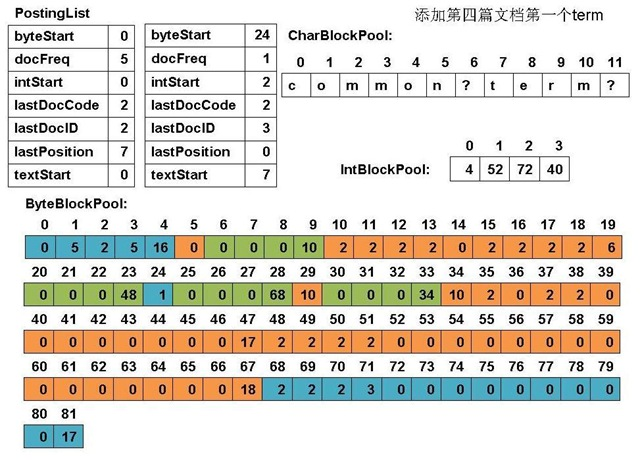 添加第四篇文档第一个term
PostingList
byteStart 0
docFreq 5
intStart 0
lastDocCode 2
lastDocID 2
lastPosition 7
textStart 0
byteStart 24
docFreq 1
intStart 2
lastDocCode 2
lastDocID 3
lastPosition 0
textStart 7
CharBlockPool:
0 1 2 3 4 5 6 7 8 9 10 11
c o m m o n ? t e r m ?
0 1 2 3
IntBlockPool: 4 52 72 40
ByteBlockPool:
0 1 2 3 4 5 6 7 8 9 10 11 12 13 14 15 16 17 18 19
0 5 2 5 16 0 0 0 0 10 2 2 2 0 2 2 2 2 2 6
20 21 22 23 24 25 26 27 28 29 30 31 32 33 34 35 36 37 38 39
0 0 0 48 1 0 0 0 68 10 0 0 0 34 10 2 0 2 2 0
40 41 42 43 44 45 46 47 48 49 50 51 52 53 54 55 56 57 58 59
0 0 0 0 0 0 0 17 2 2 2 0 0 0 0 0 0 0 0 0
60 61 62 63 64 65 66 67 68 69 70 71 72 73 74 75 76 77 78 79
0 0 0 0 0 0 0 18 2 2 2 3 0 0 0 0 0 0 0 0
80 81
0 17